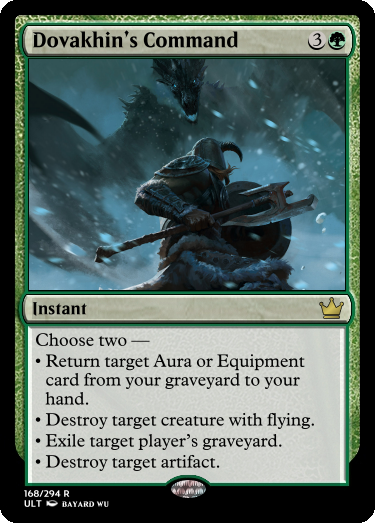 Dovakhin's Command 3
Instant
Choose two —
• Return target Aura or Equipment
card from your graveyard to your
hand.
• Destroy target creature with flying.
• Exile target player's graveyard.
• Destroy target artifact.
168/294 R
ULT BAYARD WU